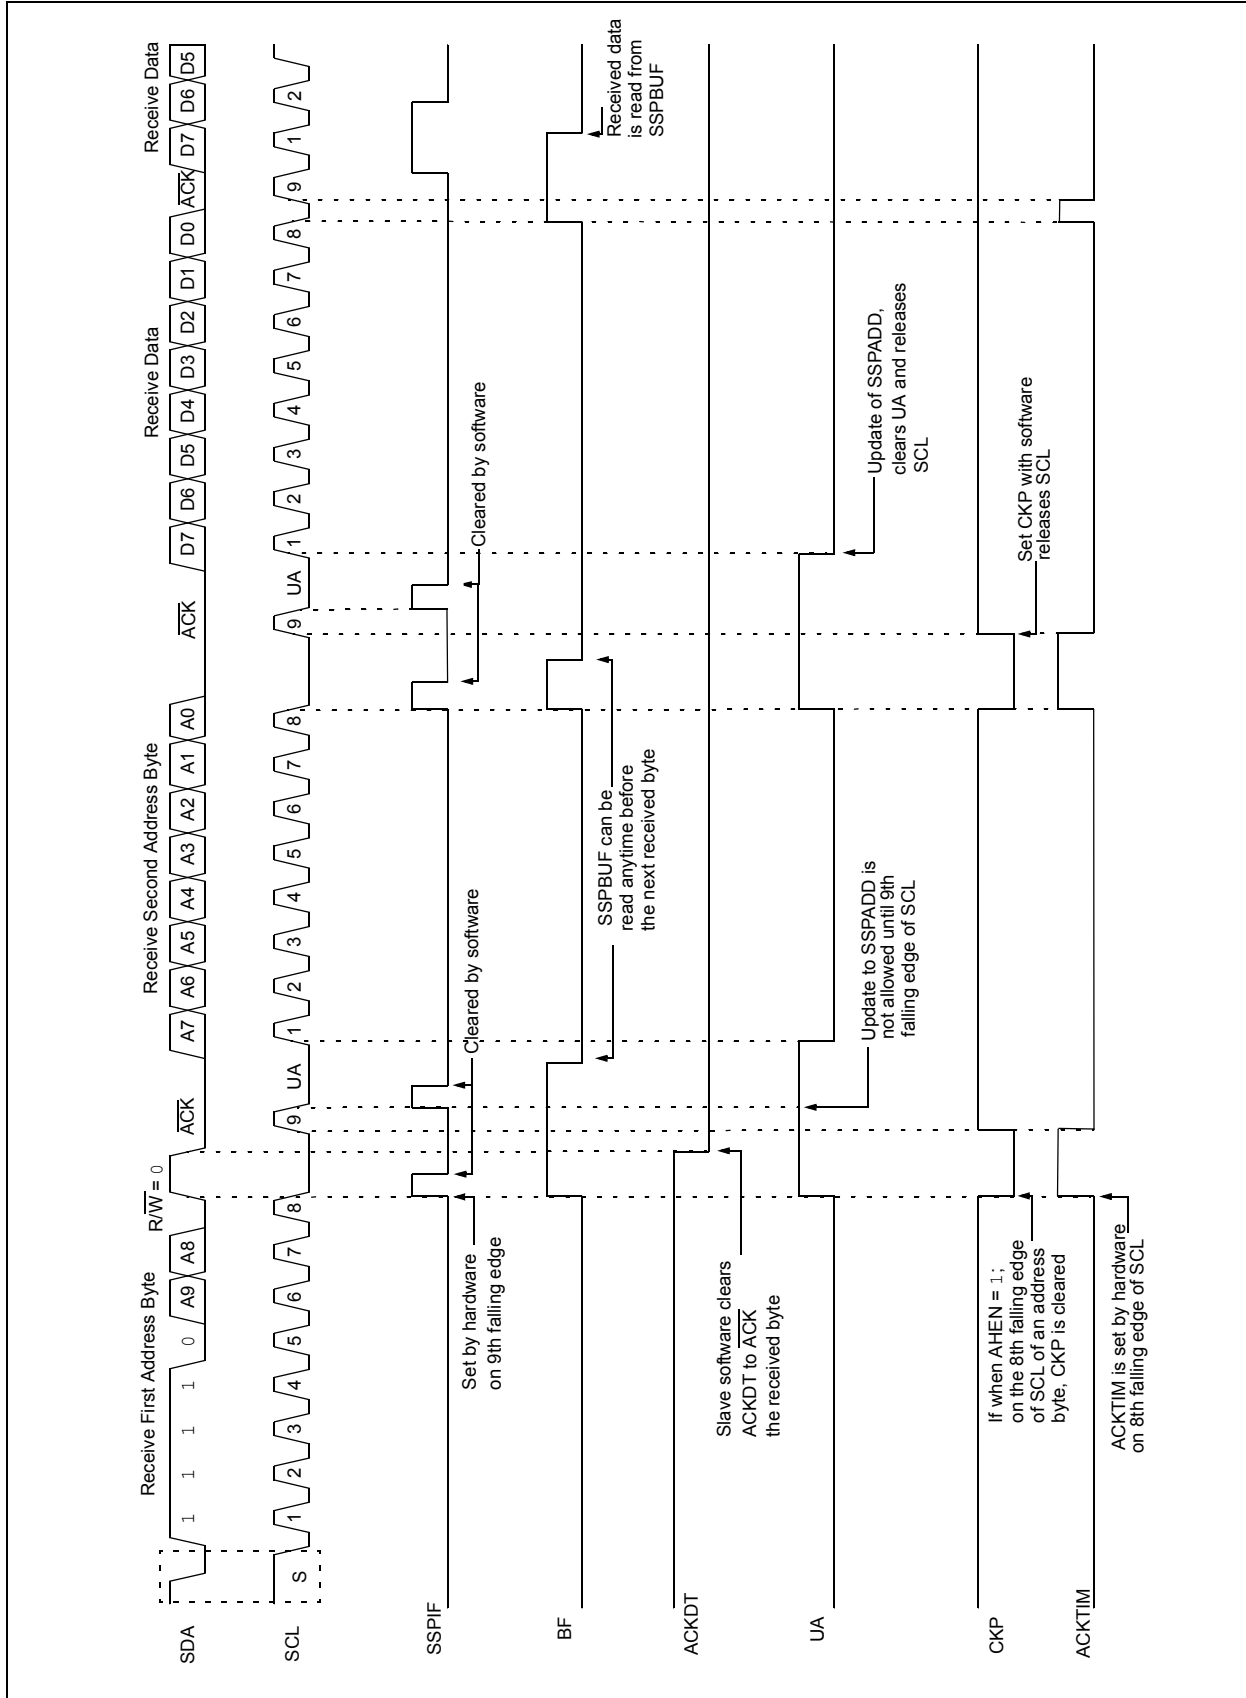 Receive First Address Byte
R/W = 0
ACK
Receive Second Address Byte
ACK
Receive Data
ACK
Receive Data
SDA
1 1 1 1 0 A9 A8
A7 A6 A5 A4 A3 A2 A1 A0
D7 D6 D5 D4 D3 D2 D1 D0
D7 D6 D5
SCL
S
1 2 3 4 5 6 7 8 9 UA
1 2 3 4 5 6 7 8 9 UA
1 2 3 4 5 6 7 8 9
1 2
SSPIF
Set by hardware
on 9th falling edge
Cleared by software
Cleared by software
BF
SSPBUF can be
read anytime before
the next received byte
Received data
is read from
SSPBUF
ACKDT
Slave software clears
ACKDT to ACK
the received byte
UA
Update to SSPADD is
not allowed until 9th
falling edge of SCL
Update of SSPADD,
clears UA and releases
SCL
CKP
If when AHEN = 1;
on the 8th falling edge
of SCL of an address
byte, CKP is cleared
Set CKP with software
releases SCL
ACKTIM
ACKTIM is set by hardware
on 8th falling edge of SCL